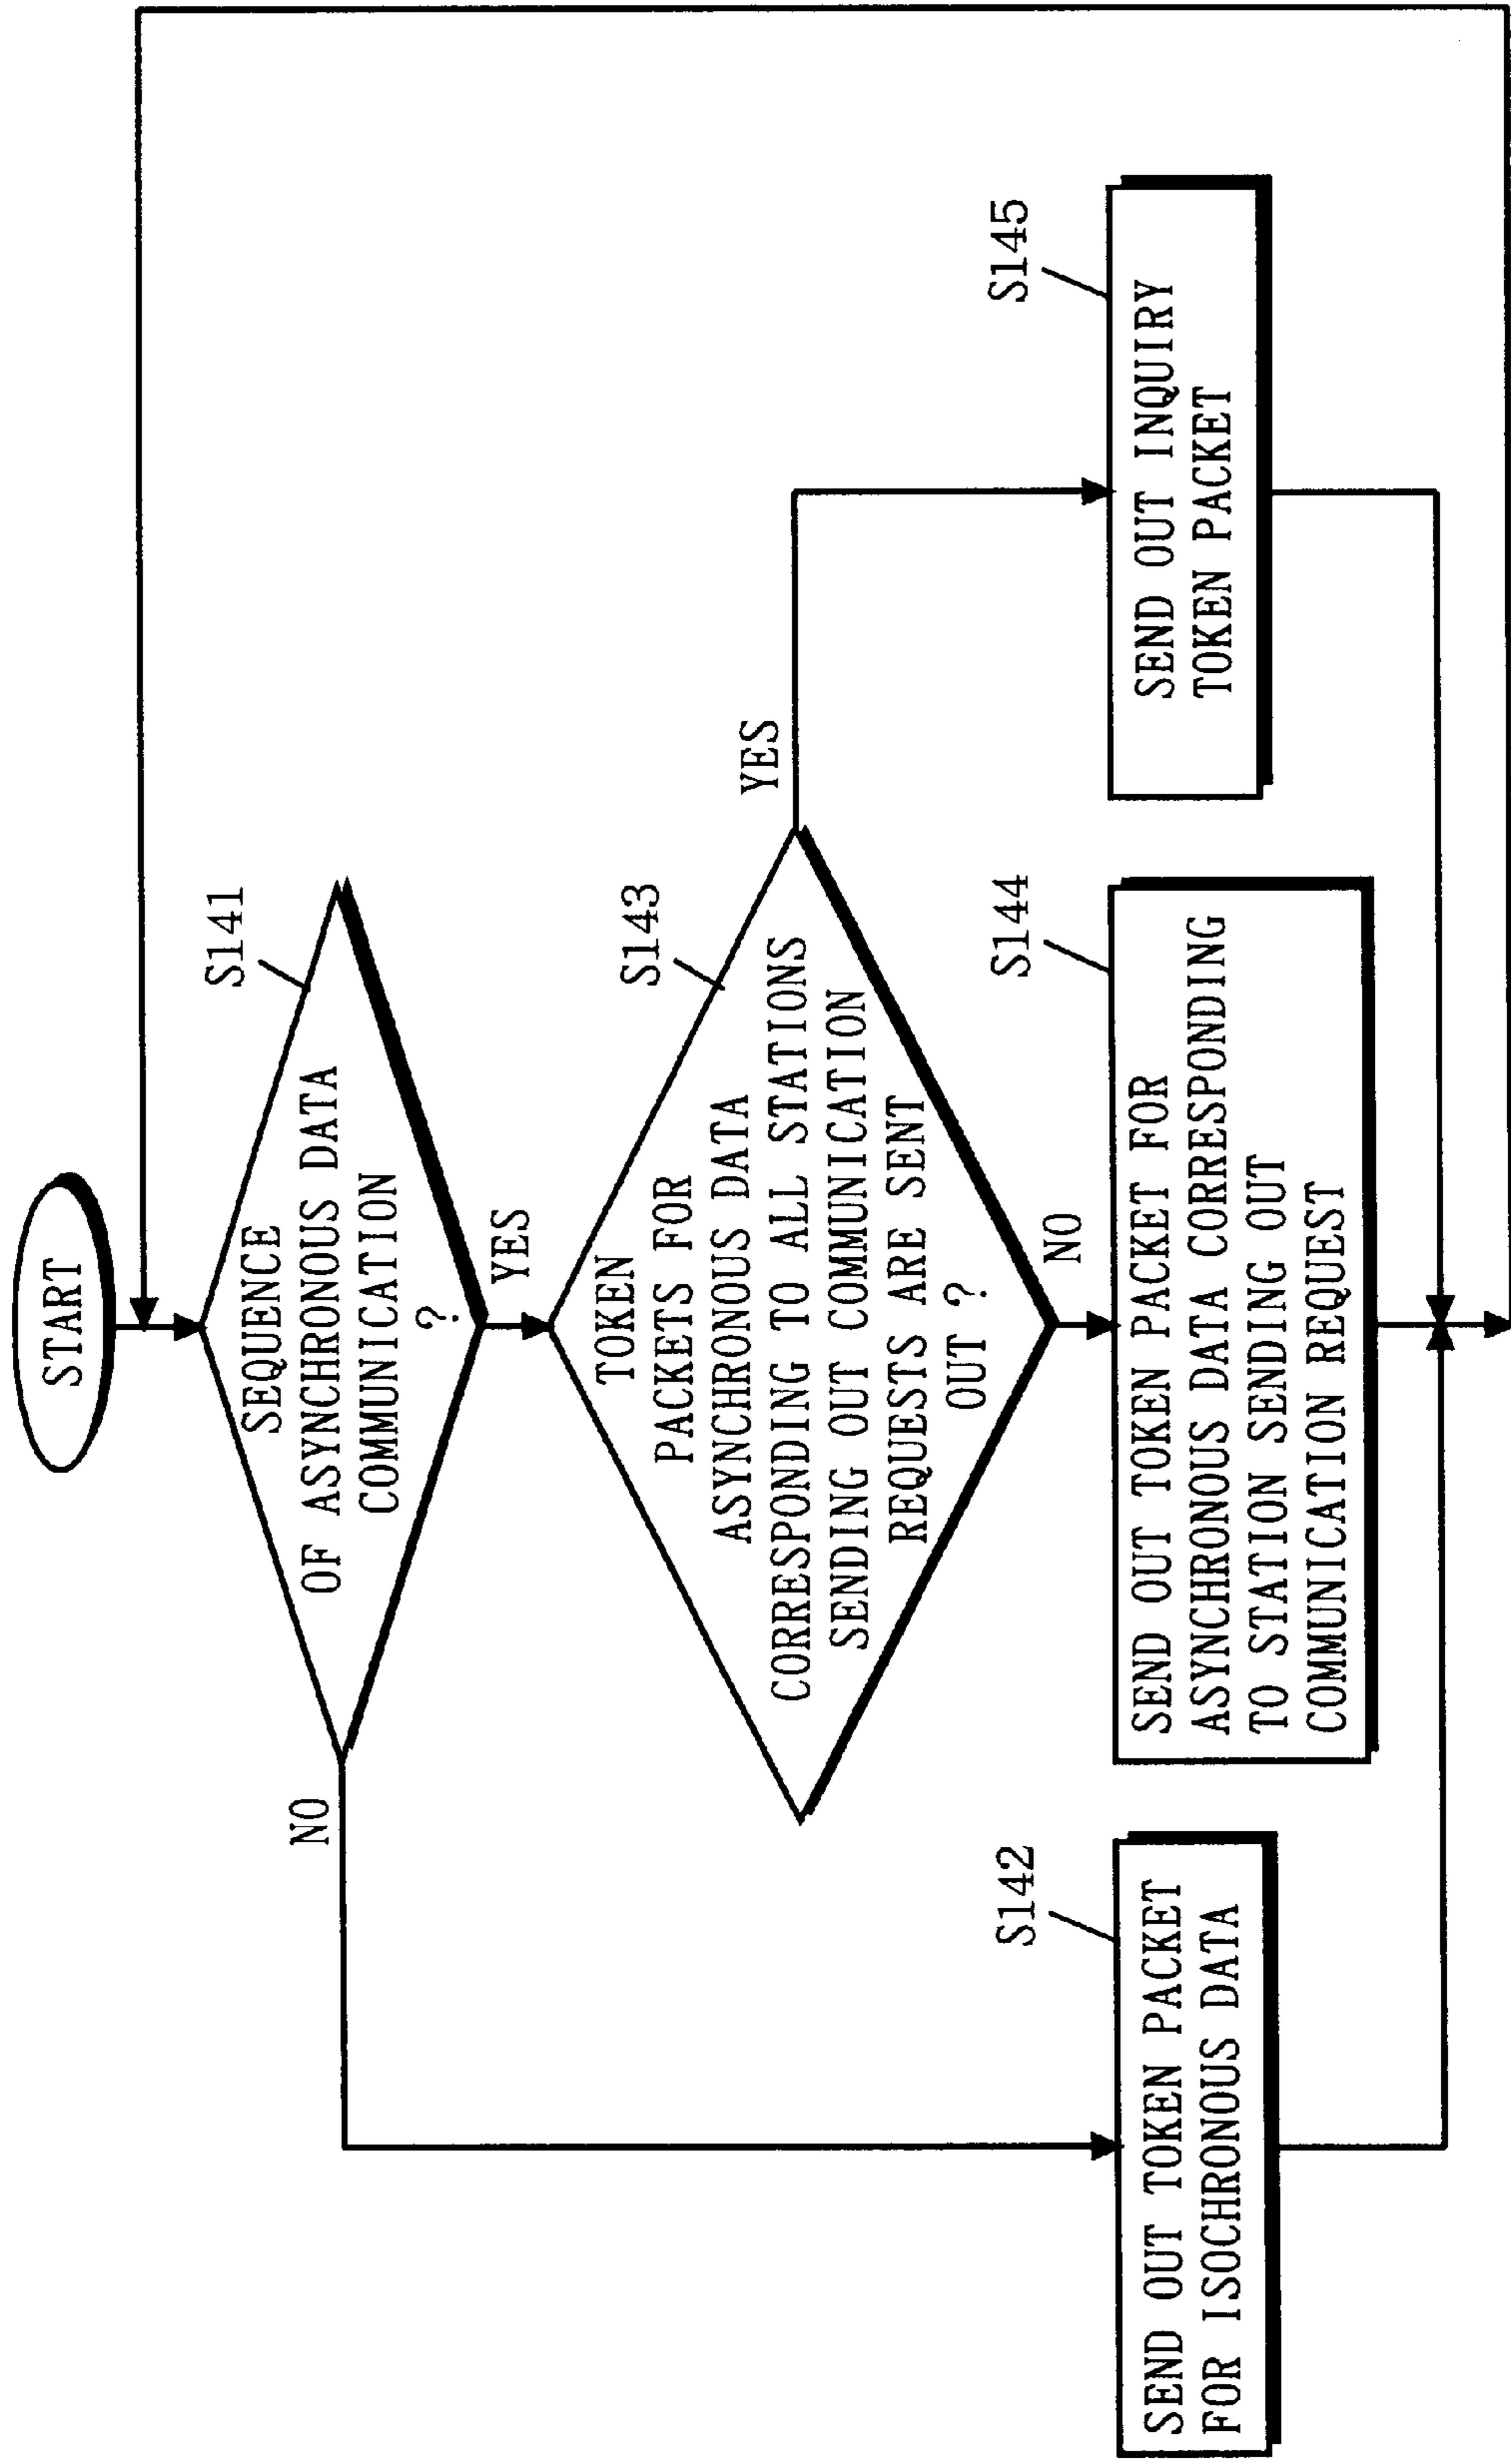 START
S141
SEQUENCE
OF ASYNCHRONOUS DATA
COMMUNICATION
?
NO
YES
S143
TOKEN
PACKETS FOR
ASYNCHRONOUS DATA
CORRESPONDING TO ALL STATIONS
SENDING OUT COMMUNICATION
REQUESTS ARE SENT
OUT ?
YES
NO
S142
SEND OUT TOKEN PACKET
FOR ISOCHRONOUS DATA
S144
SEND OUT TOKEN PACKET FOR
ASYNCHRONOUS DATA CORRESPONDING
TO STATION SENDING OUT
COMMUNICATION REQUEST
S145
SEND OUT INQUIRY
TOKEN PACKET